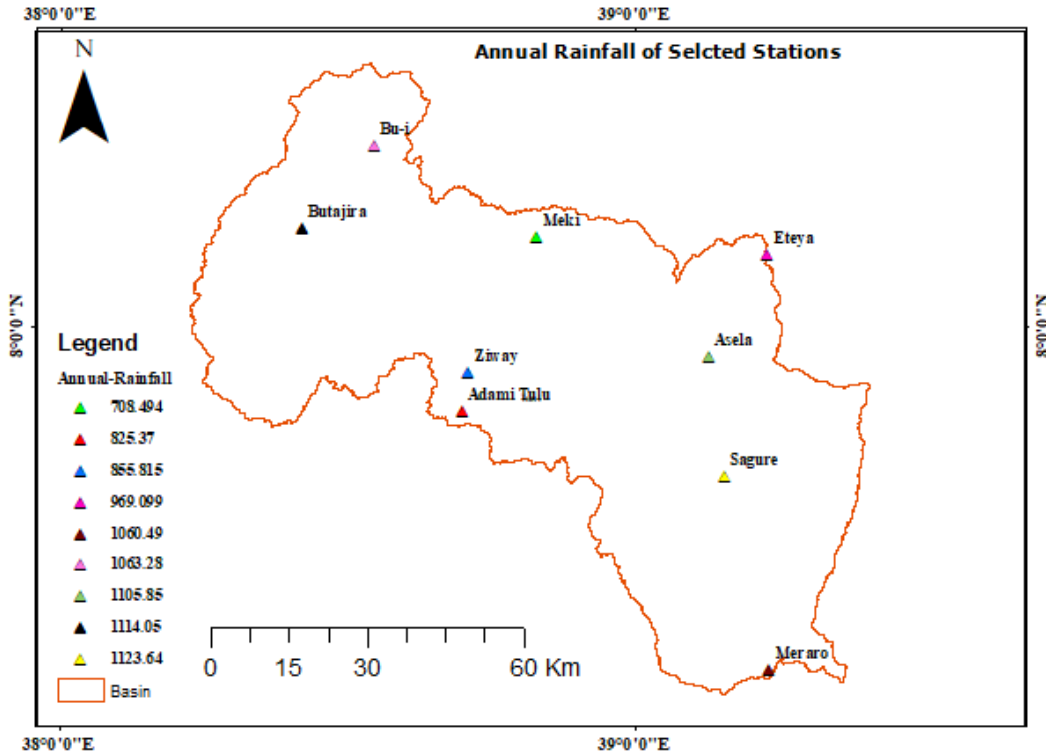 38°0'0"E
39°0'0"E
N
Annual Rainfall of Selcted Stations
Bu-i
Butajira
Meki
Eteya
8°0'0"N
8°0'0"N
Asela
Ziway
Adami Tulu
Sagure
Meraro
Legend
Annual-Rainfall
708.494
825.37
855.815
969.099
1060.49
1063.28
1105.85
1114.05
1123.64
Basin
0 15 30 60 Km
38°0'0"E
39°0'0"E